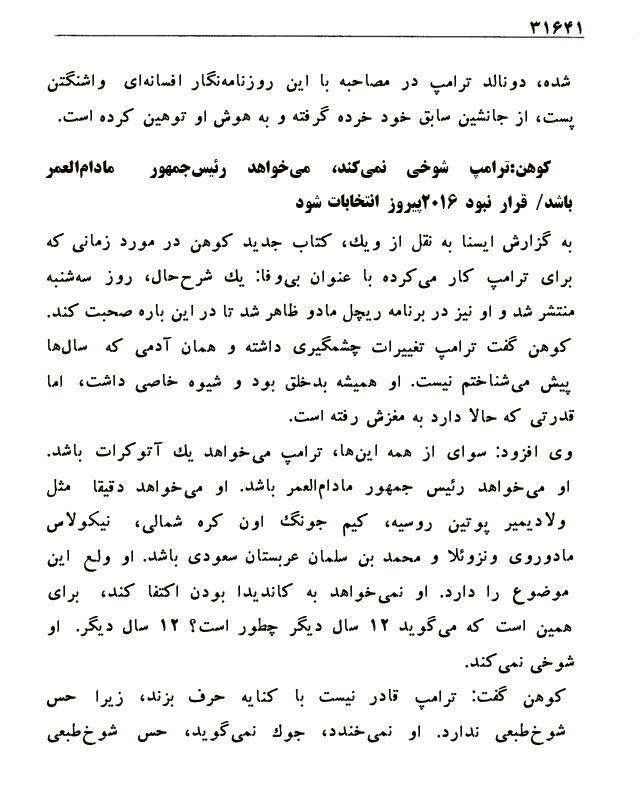 ۳۱۶۴۱
شده، دونالد ترامپ در مصاحبه با این روزنامه‌نگار افسانه‌ای واشنگتن
پست، از جانشین سابق خود خرده گرفته و به هوش او توهین کرده است.
کوهن:ترامپ شوخی نمی‌کند، می‌خواهد رئیس‌جمهور مادام‌العمر
باشد/ قرار نبود ۲۰۱۶پیروز انتخابات شود
به گزارش ایسنا به نقل از ویك، کتاب جدید کوهن در مورد زمانی که
برای ترامپ کار می‌کرده با عنوان بی‌وفا: یك شرح‌حال، روز سه‌شنبه
منتشر شد و او نیز در برنامه ریچل مادو ظاهر شد تا در این باره صحبت کند.
کوهن گفت ترامپ تغییرات چشمگیری داشته و همان آدمی که سال‌ها
پیش می‌شناختم نیست. او همیشه بدخلق بود و شیوه خاصی داشت، اما
قدرتی که حالا دارد به مغزش رفته است.
وی افزود: سوای از همه این‌ها، ترامپ می‌خواهد یك آتوکرات باشد.
او می‌خواهد رئیس جمهور مادام‌العمر باشد. او می‌خواهد دقیقا مثل
ولادیمیر پوتین روسیه، کیم جونگ اون کره شمالی، نیکولاس
مادوروی ونزوئلا و محمد بن سلمان عربستان سعودی باشد. او ولع این
موضوع را دارد. او نمی‌خواهد به کاندیدا بودن اکتفا کند، برای
همین است که می‌گوید ۱۲ سال دیگر چطور است؟ ۱۲ سال دیگر. او
شوخی نمی‌کند.
کوهن گفت: ترامپ قادر نیست با کنایه حرف بزند، زیرا حس
شوخ‌طبعی ندارد. او نمی‌خندد، جوك نمی‌گوید، حس شوخ‌طبعی